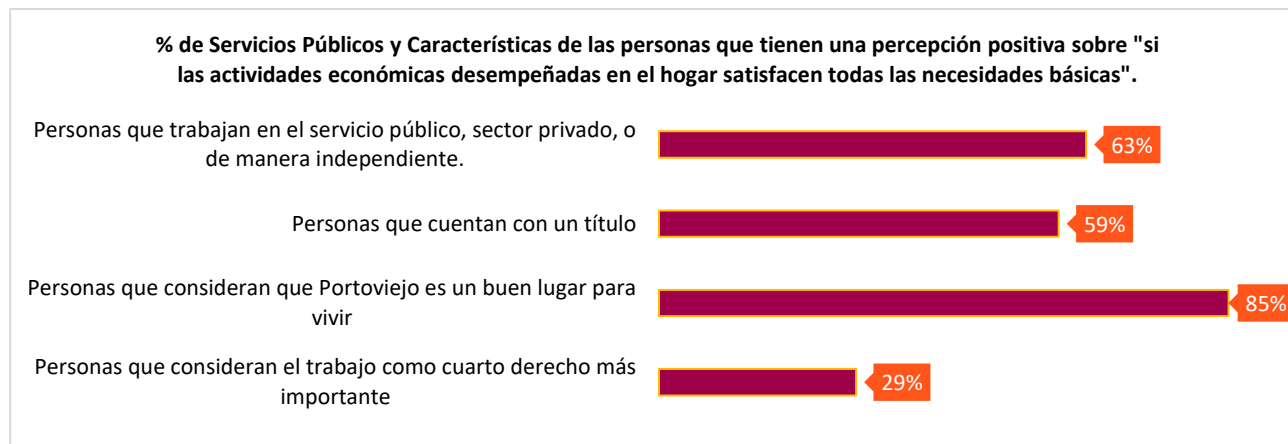 % de Servicios Públicos y Características de las personas que tienen una percepción positiva sobre "si
las actividades económicas desempeñadas en el hogar satisfacen todas las necesidades básicas".
Personas que trabajan en el servicio público, sector privado, o
de manera independiente.
63%
Personas que cuentan con un título
59%
Personas que consideran que Portoviejo es un buen lugar para
vivir
85%
Personas que consideran el trabajo como cuarto derecho más
importante
29%